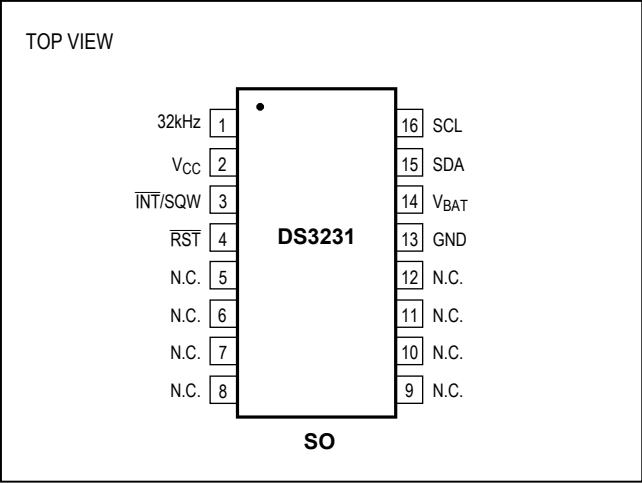 TOP VIEW
32kHz 1 16 SCL
VCC 2 15 SDA
INT/SQW 3 14 VBAT
RST 4 DS3231 13 GND
N.C. 5 12 N.C.
N.C. 6 11 N.C.
N.C. 7 10 N.C.
N.C. 8 9 N.C.
SO